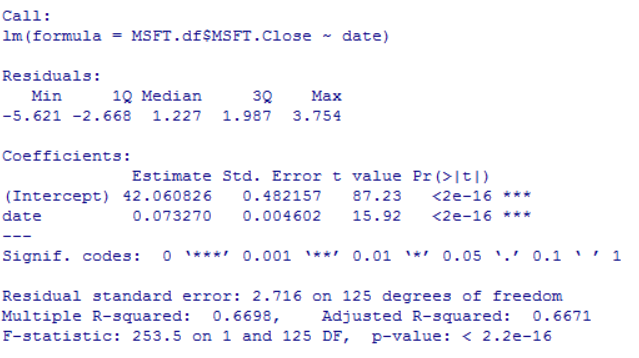 Call:
lm(formula = MSFT.df$MSFT.Close ~ date)
Residuals:
Min 1Q Median 3Q Max
-5.621 -2.668 1.227 1.987 3.754
Coefficients:
Estimate Std. Error t value Pr(>|t|)
(Intercept) 42.060826 0.482157 87.23 <2e-16 ***
date 0.073270 0.004602 15.92 <2e-16 ***
---
Signif. codes: 0 ‘***’ 0.001 ‘**’ 0.01 ‘*’ 0.05 ‘.’ 0.1 ‘ ’ 1
Residual standard error: 2.716 on 125 degrees of freedom
Multiple R-squared: 0.6698, Adjusted R-squared: 0.6671
F-statistic: 253.5 on 1 and 125 DF, p-value: < 2.2e-16